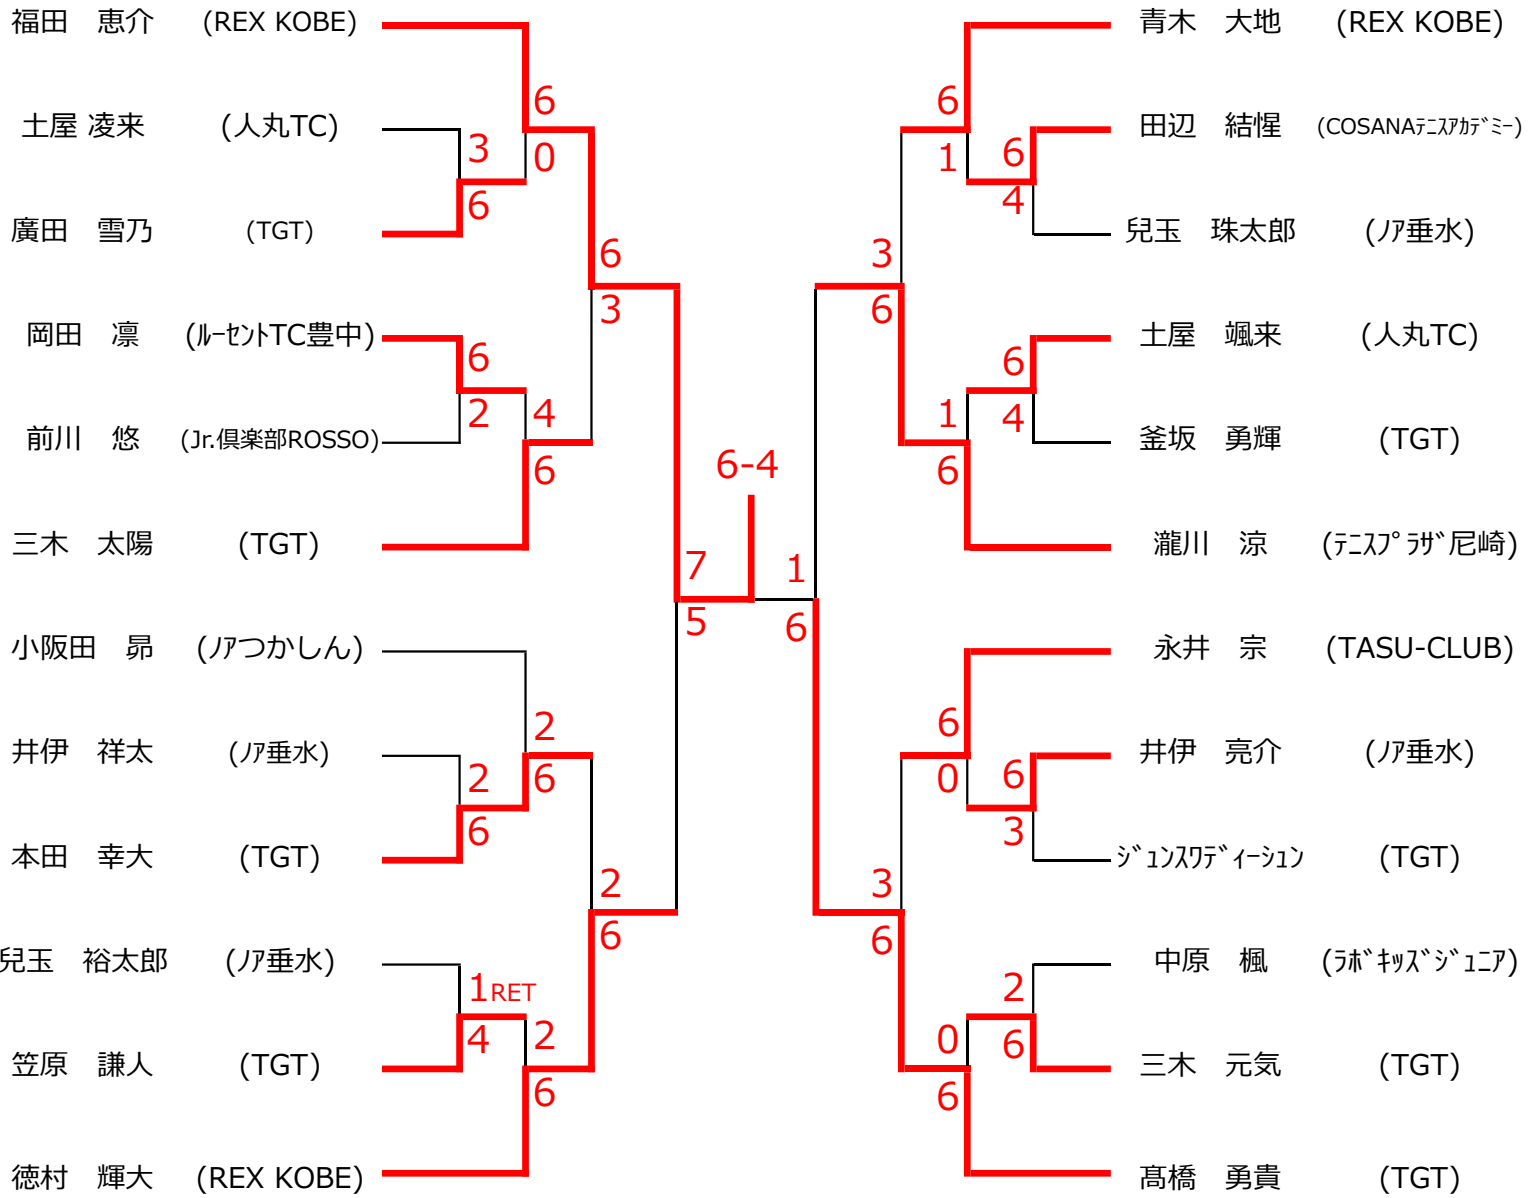 福田　恵介 (REX KOBE)
6
土屋 凌来 (人丸TC)
3
0
6
廣田　雪乃 (TGT)
6
3
岡田　凛 (ルーセントTC豊中)
6
2
4
前川　悠 (Jr.倶楽部ROSSO)
6
三木　太陽 (TGT)
7
5
小阪田　昴 (ノアつかしん)
2
井伊　祥太 (ノア垂水)
2
6
6
本田　幸大 (TGT)
2
6
兒玉　裕太郎 (ノア垂水)
1RET
4
2
笠原　謙人 (TGT)
6
徳村　輝大 (REX KOBE)
6-4
青木　大地 (REX KOBE)
6
田辺　結惺 (COSANAテニスアカデミー)
1
6
4
兒玉　珠太郎 (ノア垂水)
3
6
土屋　颯来 (人丸TC)
6
1
4
釜坂　勇輝 (TGT)
6
瀧川　涼 (テニスプラザ尼崎)
1
6
永井　宗 (TASU-CLUB)
6
井伊　亮介 (ノア垂水)
0
6
3
ジュンスワディーシュン (TGT)
3
6
中原　楓 (ラボキッズジュニア)
2
0
6
三木　元気 (TGT)
6
髙橋　勇貴 (TGT)